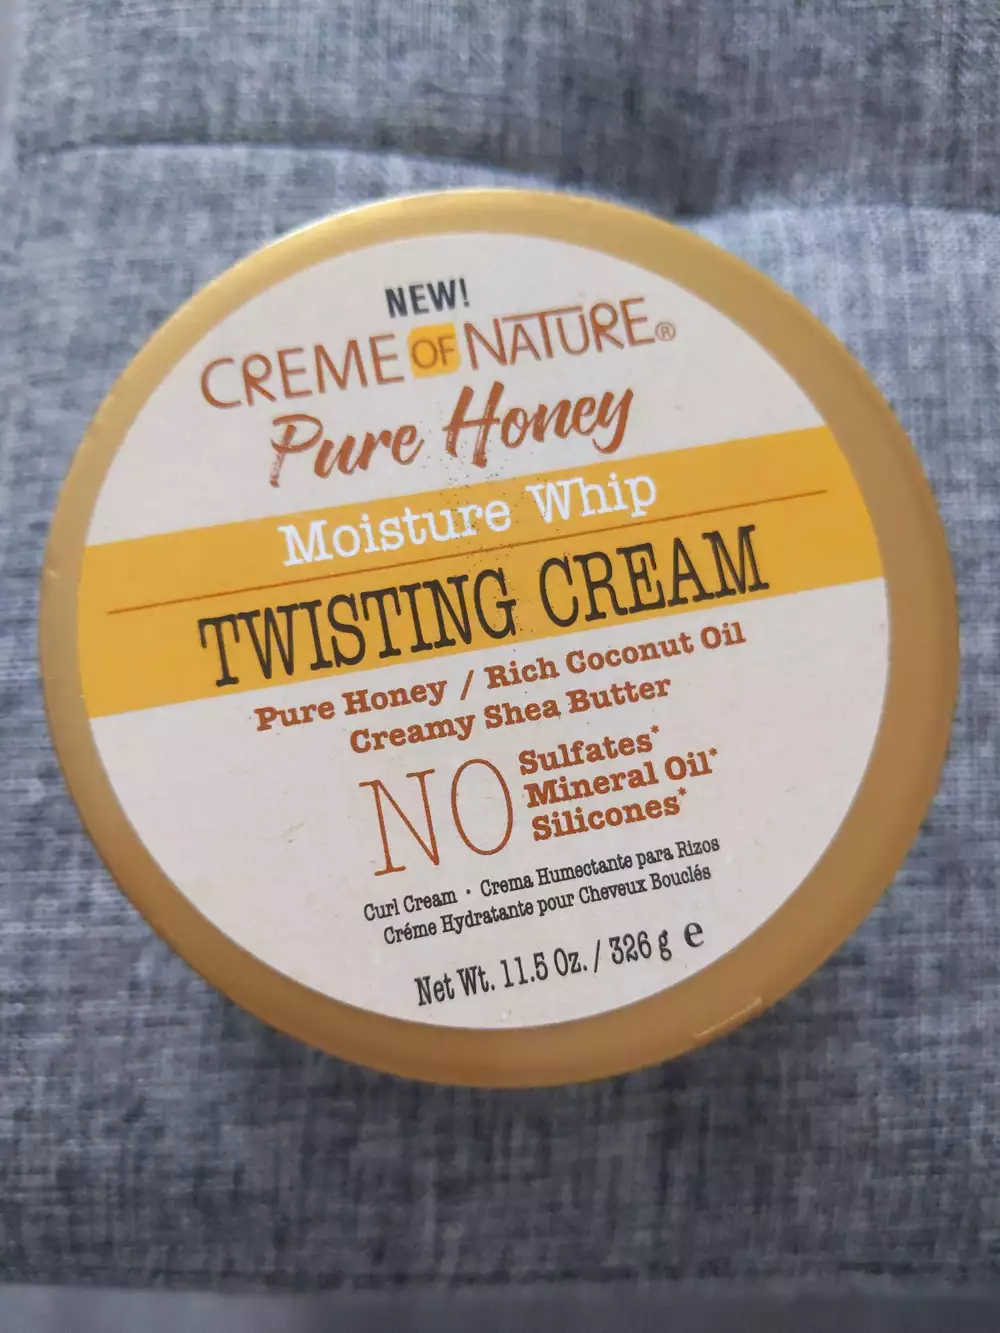 NEW!
CREME OF NATURE®
Pure Honey
Moisture Whip
TWISTING CREAM
Pure Honey / Rich Coconut Oil
Creamy Shea Butter
NO Sulfates*
Mineral Oil*
Silicones*
Curl Cream · Crema Humectante para Rizos
Créme Hydratante pour Cheveux Bouclés
Net Wt. 11.5 Oz. / 326 g e